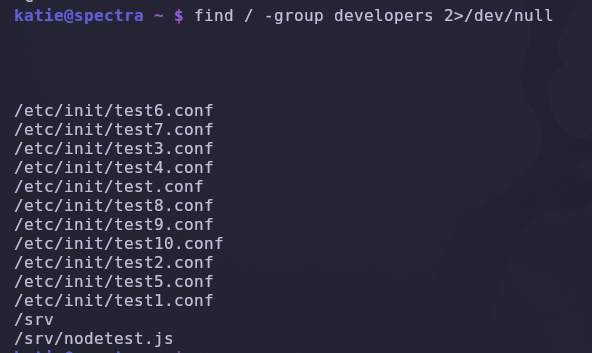 katie@spectra ~ $ find / -group developers 2>/dev/null
/etc/init/test6.conf
/etc/init/test7.conf
/etc/init/test3.conf
/etc/init/test4.conf
/etc/init/test.conf
/etc/init/test8.conf
/etc/init/test9.conf
/etc/init/test10.conf
/etc/init/test2.conf
/etc/init/test5.conf
/etc/init/test1.conf
/srv
/srv/nodetest.js